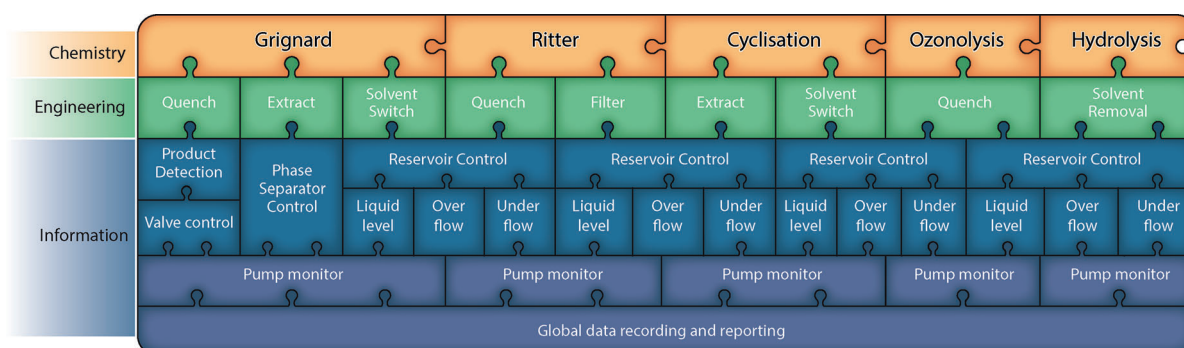 Chemistry
Grignard
Ritter
Cyclisation
Ozonolysis
Hydrolysis
Engineering
Quench
Extract
Solvent
Switch
Quench
Filter
Extract
Solvent
Switch
Quench
Solvent
Removal
Information
Product
Detection
Phase
Separator
Control
Reservoir Control
Reservoir Control
Reservoir Control
Reservoir Control
Valve control
Liquid
level
Over
flow
Under
flow
Liquid
level
Over
flow
Under
flow
Liquid
level
Over
flow
Under
flow
Liquid
level
Over
flow
Under
flow
Pump monitor
Pump monitor
Pump monitor
Pump monitor
Pump monitor
Global data recording and reporting